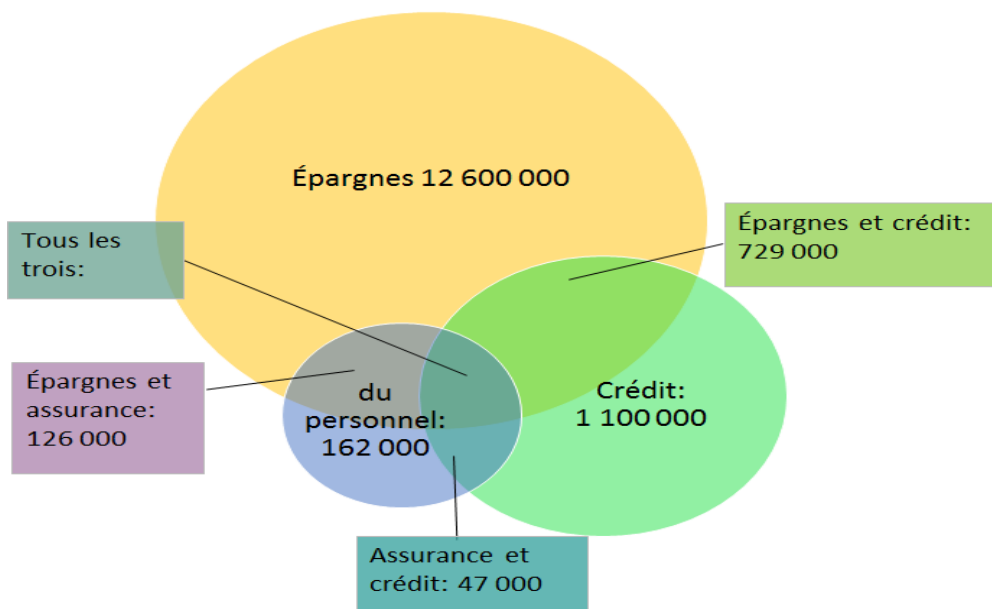 Épargnes 12 600 000
Tous les
trois:
Épargnes et crédit:
729 000
Épargnes et
assurance:
126 000
du
personnel:
162 000
Crédit:
1 100 000
Assurance et
crédit: 47 000